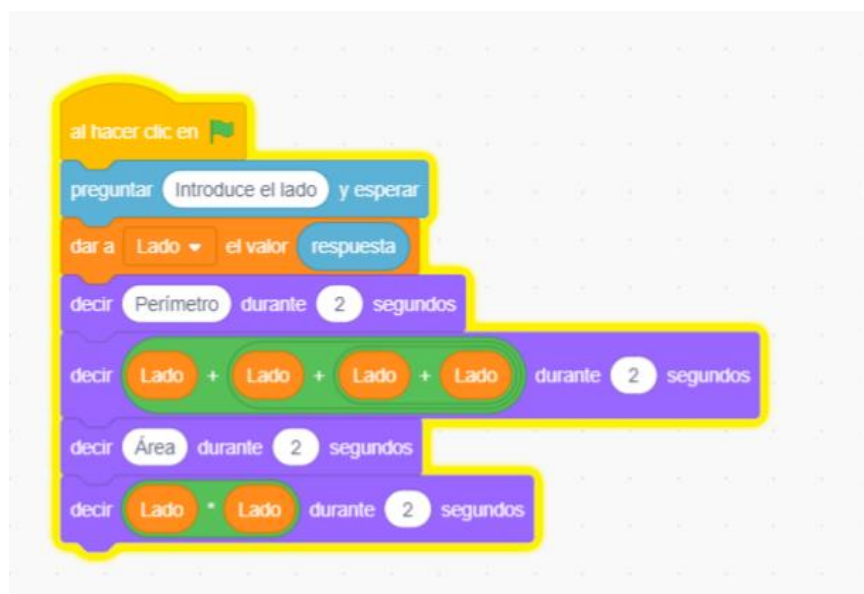 al hacer clic en
preguntar Introduce el lado y esperar
dar a Lado el valor respuesta
decir Perímetro durante 2 segundos
decir Lado + Lado + Lado + Lado durante 2 segundos
decir Área durante 2 segundos
decir Lado * Lado durante 2 segundos